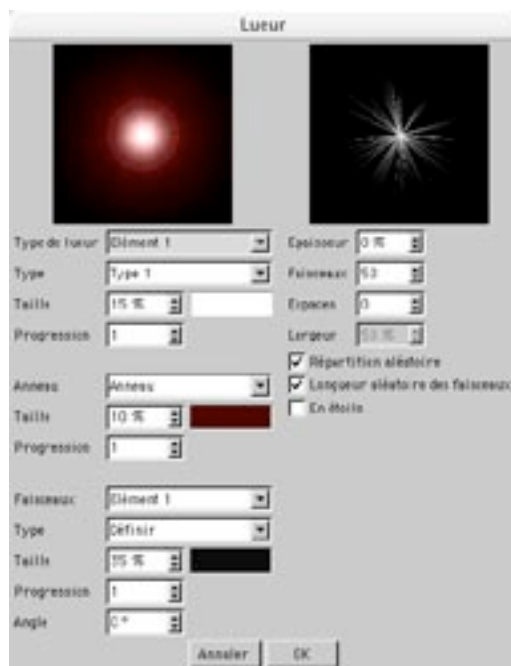 Lueur
Type de lueur Elément 1
Type Type 1
Taille 15 %
Progression 1
Anneau Anneau
Taille 10 %
Progression 1
Faisceaux Elément 1
Type Définir
Taille 35 %
Progression 1
Angle 0 °
Epaisseur 0 %
Faisceaux 53
Espaces 0
Largeur
Répartition aléatoire
Longueur aléatoire des faisceaux
En étoile
Annuler OK